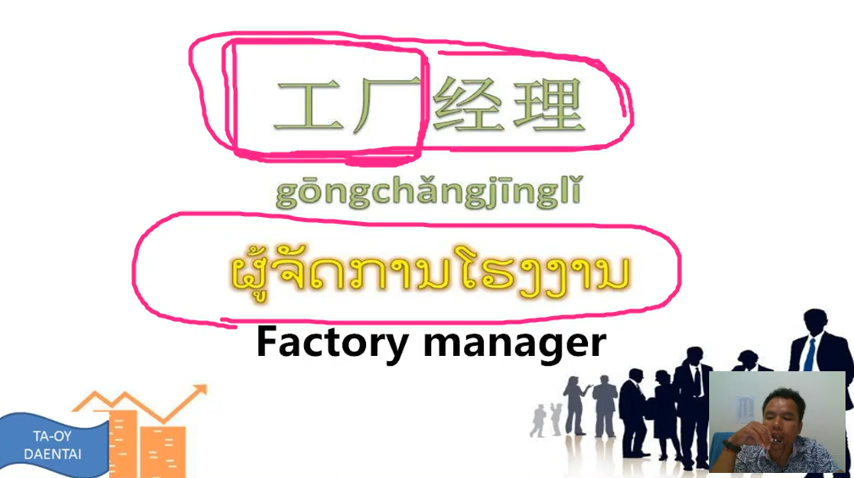 工厂经理
gōngchǎngjīnglǐ
ຜູ້ຈັດການໂຮງງານ
Factory manager
TA-OY
DAENTAI